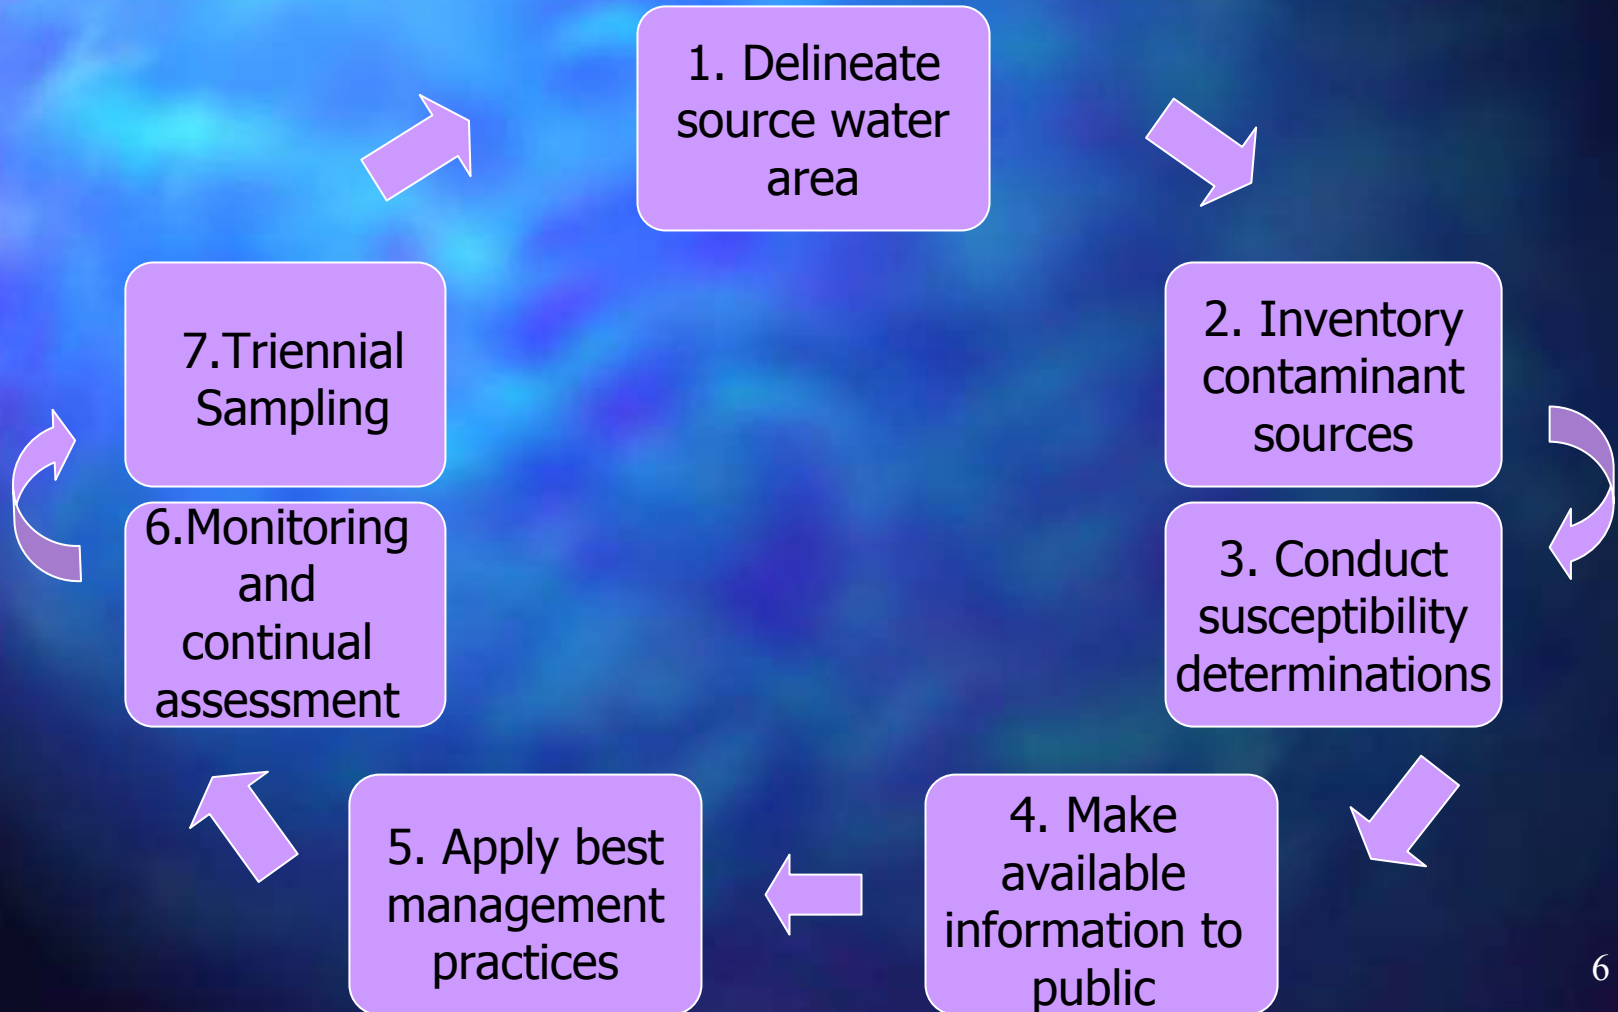 1. Delineate
source water
area
2. Inventory
contaminant
sources
3. Conduct
susceptibility
determinations
4. Make
available
information to
public
5. Apply best
management
practices
6.Monitoring
and
continual
assessment
7.Triennial
Sampling
6